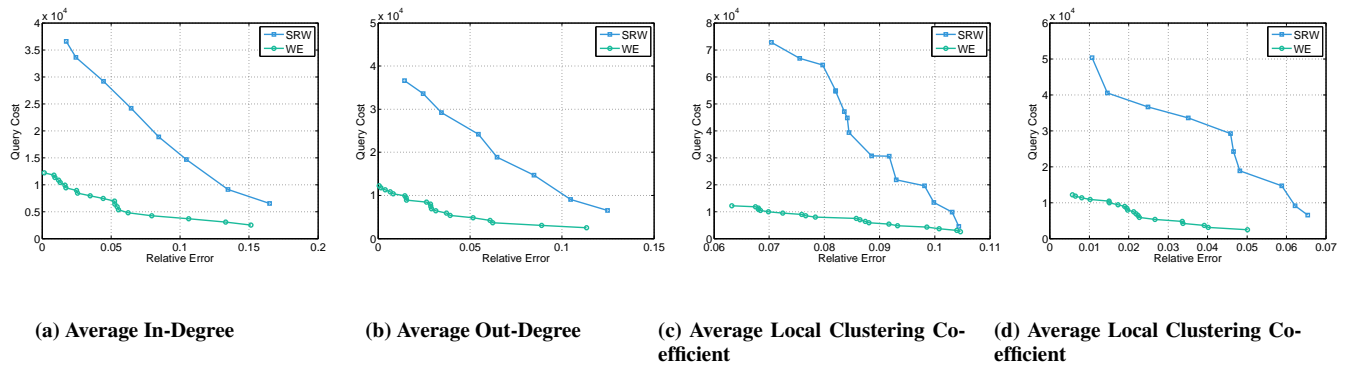 x 10^4
4
3.5
3
2.5
2
1.5
1
0.5
0
Query Cost
0 0.05 0.1 0.15 0.2
Relative Error
SRW
WE
x 10^4
5
4
3
2
1
0
Query Cost
0 0.05 0.1 0.15
Relative Error
SRW
WE
x 10^4
8
7
6
5
4
3
2
1
0
Query Cost
0.06 0.07 0.08 0.09 0.1 0.11
Relative Error
SRW
WE
x 10^4
6
5
4
3
2
1
0
Query Cost
0 0.01 0.02 0.03 0.04 0.05 0.06 0.07
Relative Error
SRW
WE
(a) Average In-Degree
(b) Average Out-Degree
(c) Average Local Clustering Co-
efficient
(d) Average Local Clustering Co-
efficient